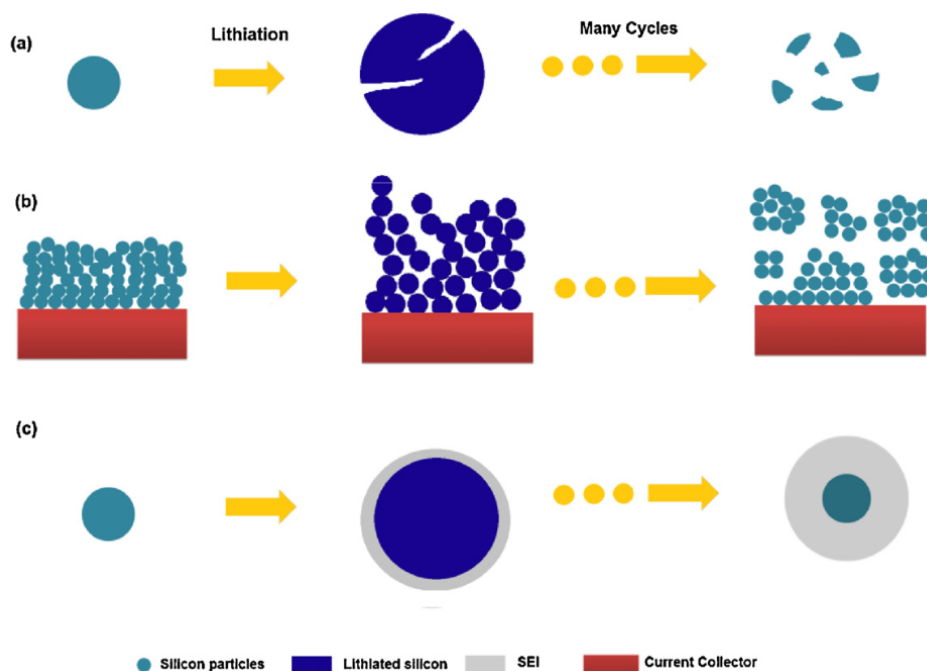 (a)
Lithiation
Many Cycles
(b)
(c)
Silicon particles Lithiated silicon SEI Current Collector